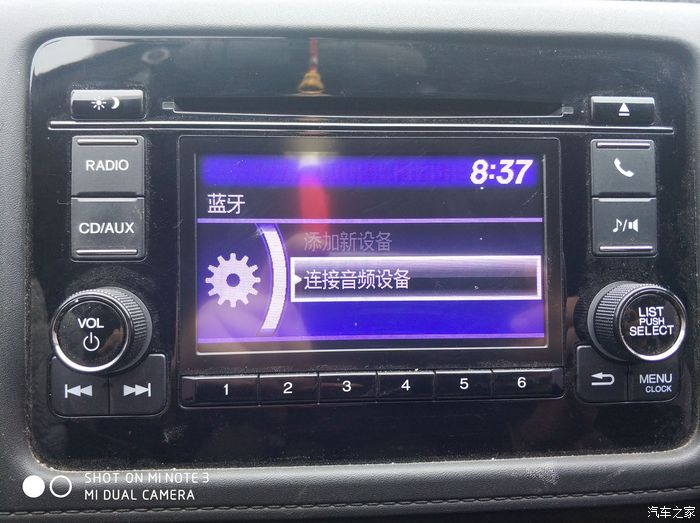 RADIO
CD/AUX
8:37
蓝牙
添加新设备
连接音频设备
VOL
LIST
PUSH
SELECT
1 2 3 4 5 6
MENU
CLOCK
SHOT ON MI NOTE 3
MI DUAL CAMERA
汽车之家